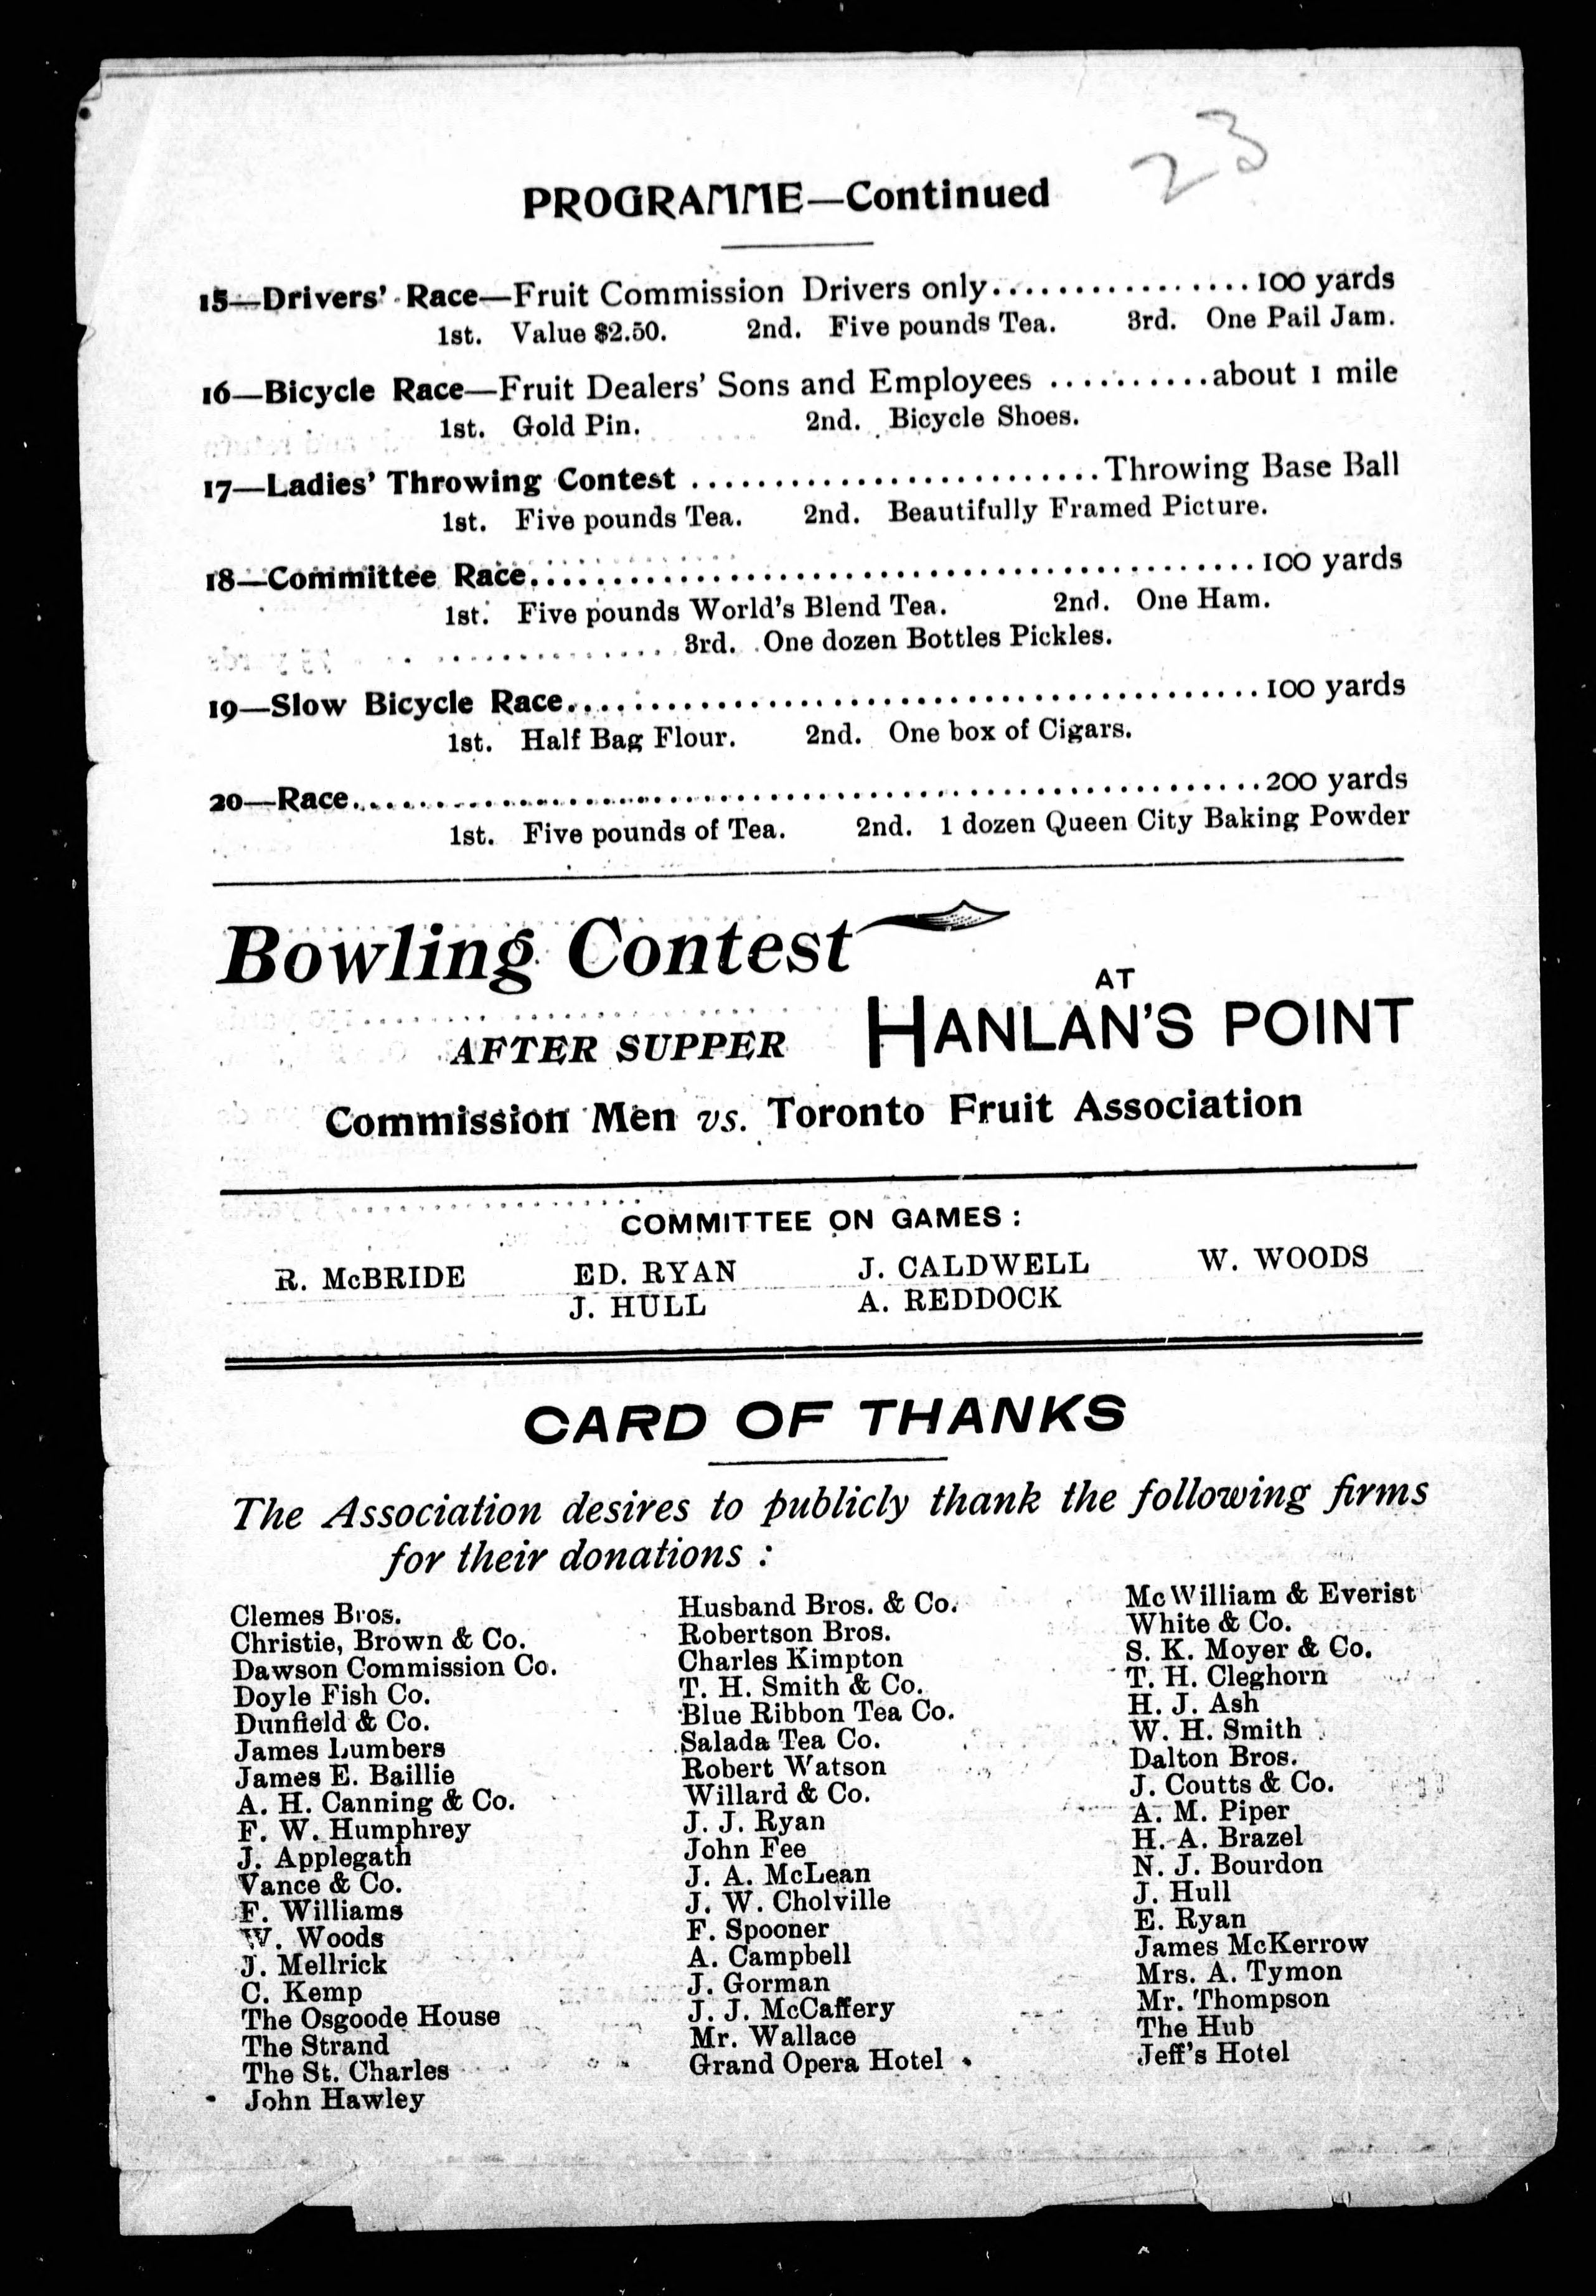 23
PROGRAMME—Continued
15—Drivers' Race—Fruit Commission Drivers only................100 yards
1st. Value $2.50. 2nd. Five pounds Tea. 3rd. One Pail Jam.
16—Bicycle Race—Fruit Dealers' Sons and Employees ..........about 1 mile
1st. Gold Pin. 2nd. Bicycle Shoes.
17—Ladies' Throwing Contest ..........................Throwing Base Ball
1st. Five pounds Tea. 2nd. Beautifully Framed Picture.
18—Committee Race..............................................100 yards
1st. Five pounds World's Blend Tea. 2nd. One Ham.
3rd. One dozen Bottles Pickles.
19—Slow Bicycle Race............................................100 yards
1st. Half Bag Flour. 2nd. One box of Cigars.
20—Race.........................................................200 yards
1st. Five pounds of Tea. 2nd. 1 dozen Queen City Baking Powder
Bowling Contest
AFTER SUPPER
AT
HANLAN'S POINT
Commission Men vs. Toronto Fruit Association
COMMITTEE ON GAMES :
R. McBRIDE ED. RYAN J. CALDWELL W. WOODS
J. HULL A. REDDOCK
CARD OF THANKS
The Association desires to publicly thank the following firms
for their donations :
Clemes Bros.
Christie, Brown & Co.
Dawson Commission Co.
Doyle Fish Co.
Dunfield & Co.
James Lumbers
James E. Baillie
A. H. Canning & Co.
F. W. Humphrey
J. Applegath
Vance & Co.
F. Williams
W. Woods
J. Mellrick
C. Kemp
The Osgoode House
The Strand
The St. Charles
John Hawley
Husband Bros. & Co.
Robertson Bros.
Charles Kimpton
T. H. Smith & Co.
Blue Ribbon Tea Co.
Salada Tea Co.
Robert Watson
Willard & Co.
J. J. Ryan
John Fee
J. A. McLean
J. W. Cholville
F. Spooner
A. Campbell
J. Gorman
J. J. McCaffery
Mr. Wallace
Grand Opera Hotel
McWilliam & Everist
White & Co.
S. K. Moyer & Co.
T. H. Cleghorn
H. J. Ash
W. H. Smith
Dalton Bros.
J. Coutts & Co.
A. M. Piper
H. A. Brazel
N. J. Bourdon
J. Hull
E. Ryan
James McKerrow
Mrs. A. Tymon
Mr. Thompson
The Hub
Jeff's Hotel